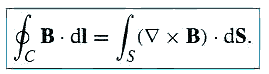 ∮_C B · dl = ∫_S (∇ × B) · dS.